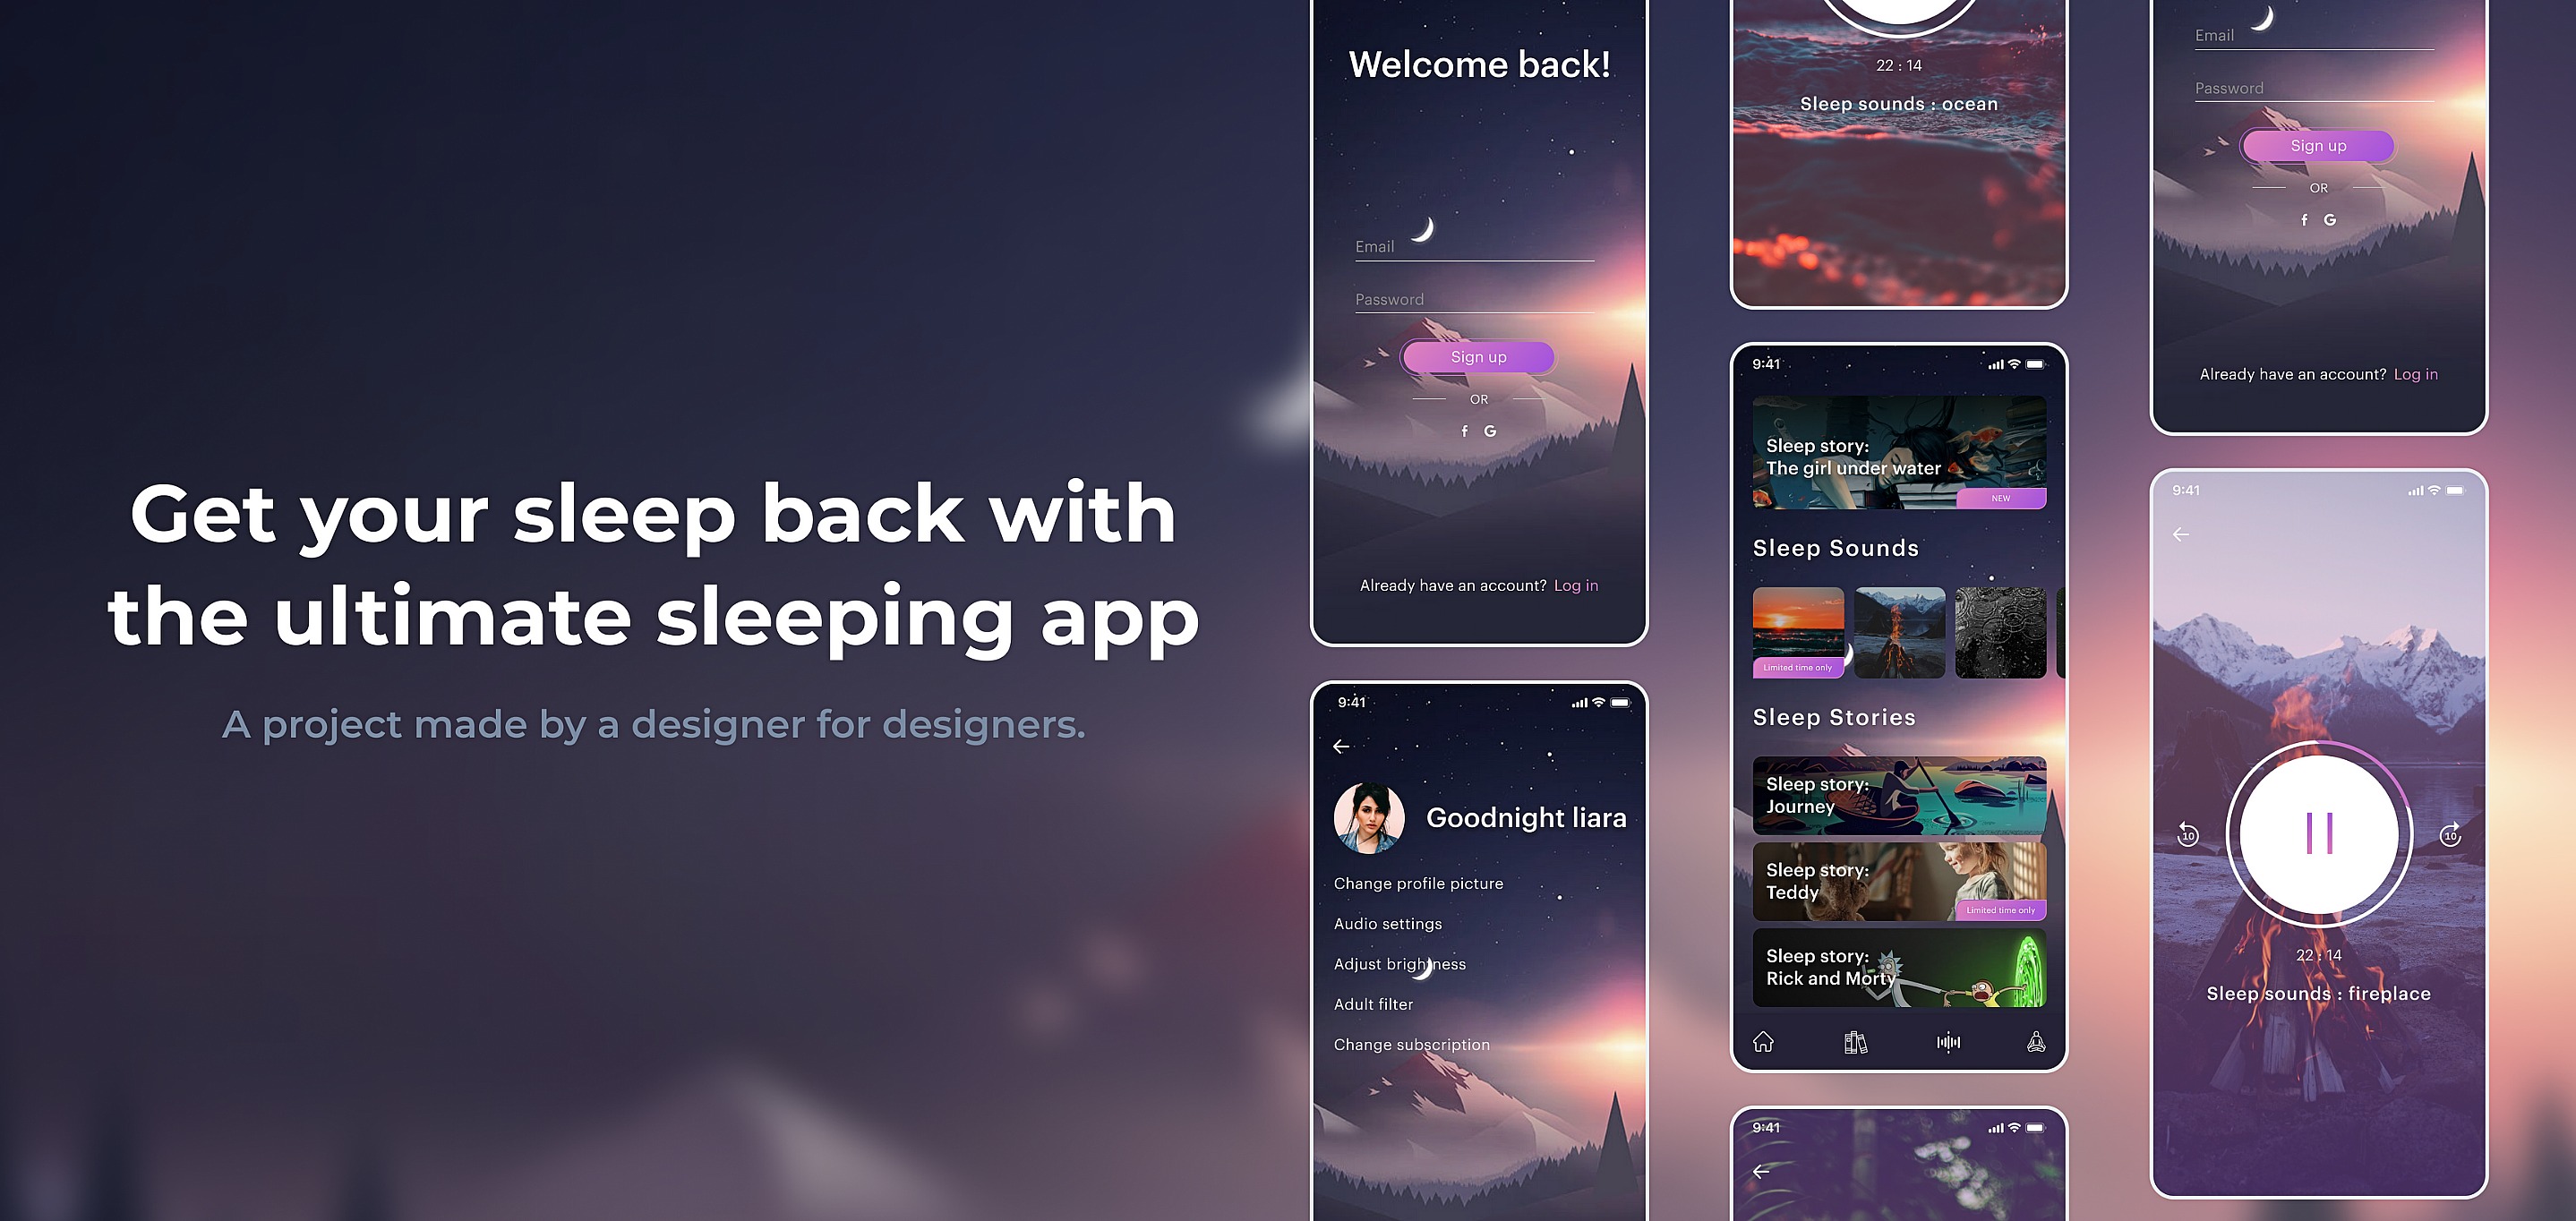 Get your sleep back with
the ultimate sleeping app
A project made by a designer for designers.
Welcome back!
Email
Password
Sign up
OR
f G
Already have an account? Log in
9:41
Goodnight liara
Change profile picture
Audio settings
Adjust brightness
Adult filter
Change subscription
22 : 14
Sleep sounds : ocean
9:41
Sleep story:
The girl under water
NEW
Sleep Sounds
Limited time only
Sleep Stories
Sleep story:
Journey
Sleep story:
Teddy
Limited time only
Sleep story:
Rick and Morty
9:41
Email
Password
Sign up
OR
f G
Already have an account? Log in
9:41
10
10
22 : 14
Sleep sounds : fireplace